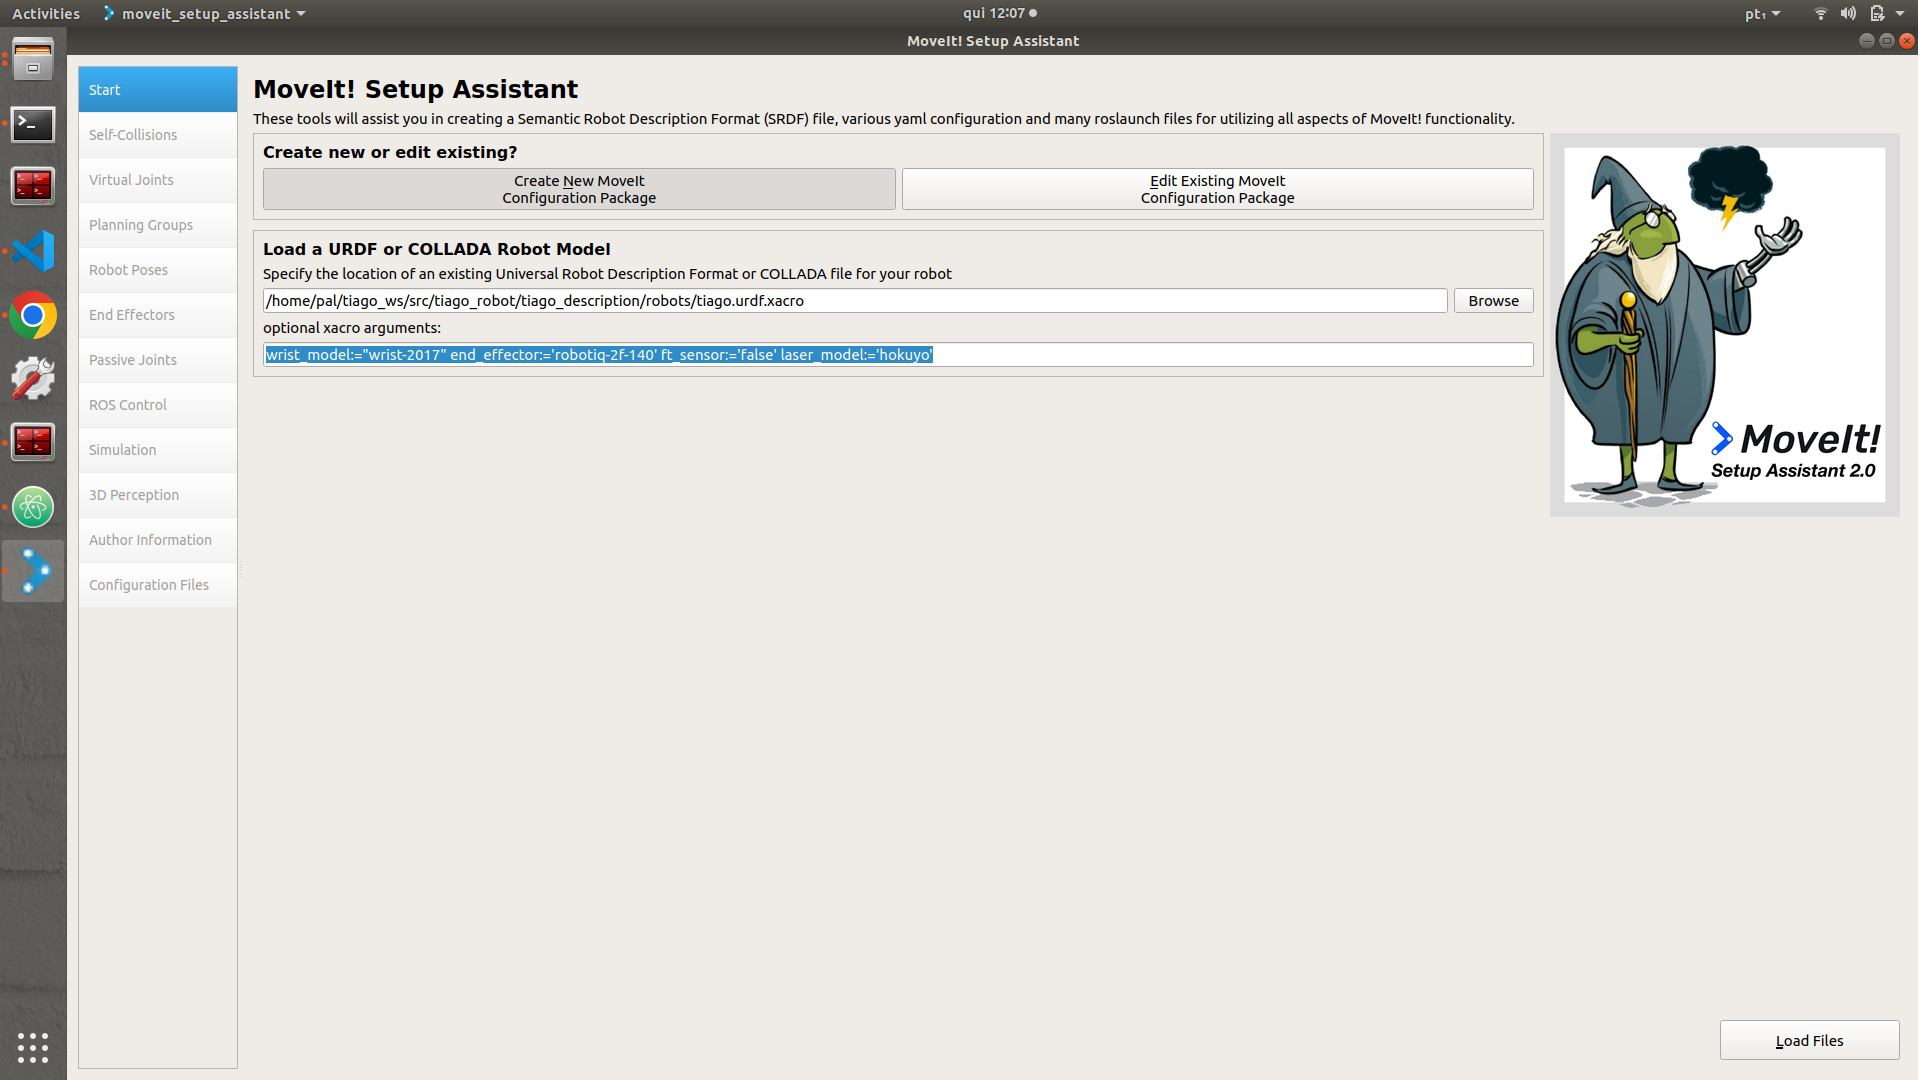 Activities
moveit_setup_assistant
qui 12:07
pt₁
MoveIt! Setup Assistant
Start
Self-Collisions
Virtual Joints
Planning Groups
Robot Poses
End Effectors
Passive Joints
ROS Control
Simulation
3D Perception
Author Information
Configuration Files
MoveIt! Setup Assistant
These tools will assist you in creating a Semantic Robot Description Format (SRDF) file, various yaml configuration and many roslaunch files for utilizing all aspects of MoveIt! functionality.
Create new or edit existing?
Create New MoveIt
Configuration Package
Edit Existing MoveIt
Configuration Package
Load a URDF or COLLADA Robot Model
Specify the location of an existing Universal Robot Description Format or COLLADA file for your robot
/home/pal/tiago_ws/src/tiago_robot/tiago_description/robots/tiago.urdf.xacro
Browse
optional xacro arguments:
wrist_model:="wrist-2017" end_effector:='robotiq-2f-140' ft_sensor:='false' laser_model:='hokuyo'
MoveIt!
Setup Assistant 2.0
Load Files